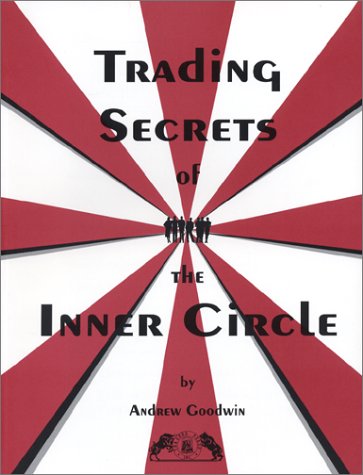 Trading
Secrets
of
the
Inner Circle
by
Andrew Goodwin